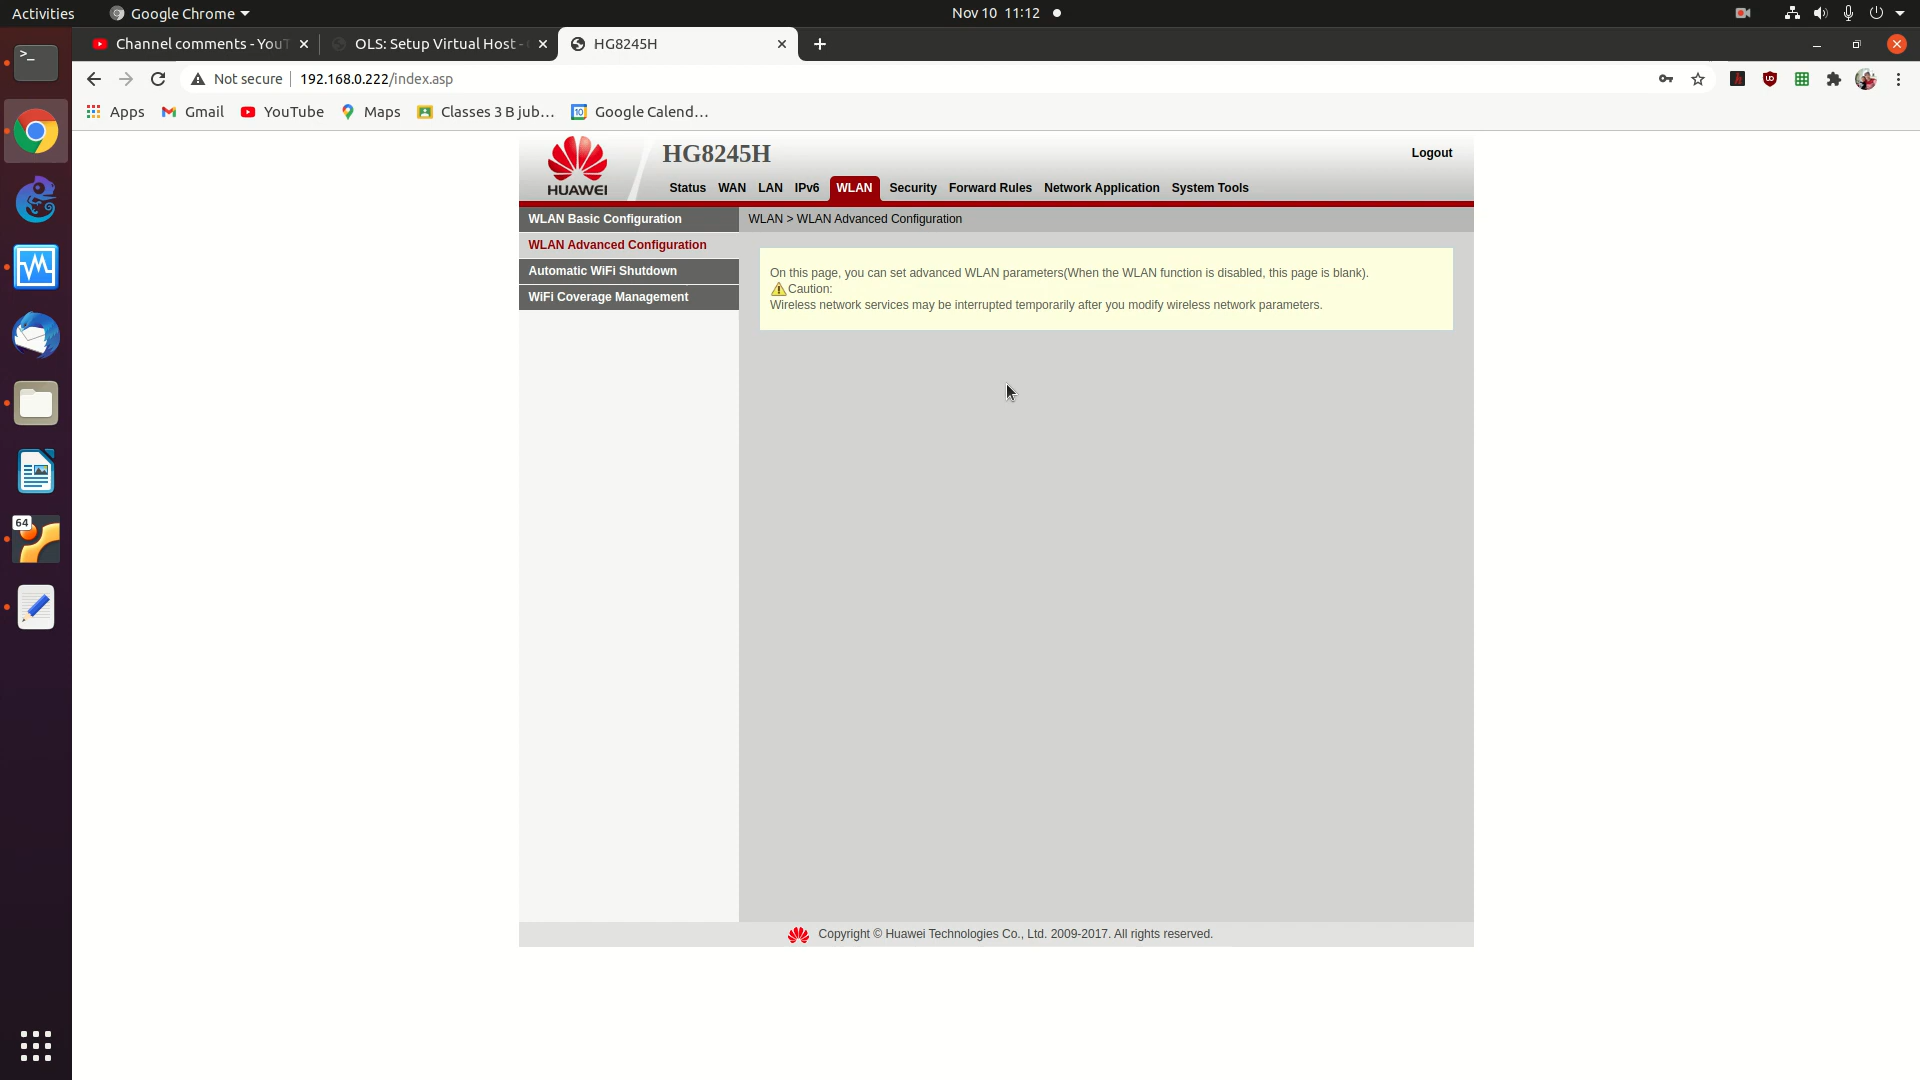 Activities
Google Chrome
Nov 10 11:12
Channel comments - YouT
OLS: Setup Virtual Host -
HG8245H
Not secure
192.168.0.222/index.asp
Apps
Gmail
YouTube
Maps
Classes 3 B jub...
10
Google Calend...
HUAWEI
HG8245H
Logout
Status
WAN
LAN
IPv6
WLAN
Security
Forward Rules
Network Application
System Tools
WLAN Basic Configuration
WLAN Advanced Configuration
Automatic WiFi Shutdown
WiFi Coverage Management
WLAN > WLAN Advanced Configuration
On this page, you can set advanced WLAN parameters(When the WLAN function is disabled, this page is blank).
Caution:
Wireless network services may be interrupted temporarily after you modify wireless network parameters.
64
Copyright © Huawei Technologies Co., Ltd. 2009-2017. All rights reserved.